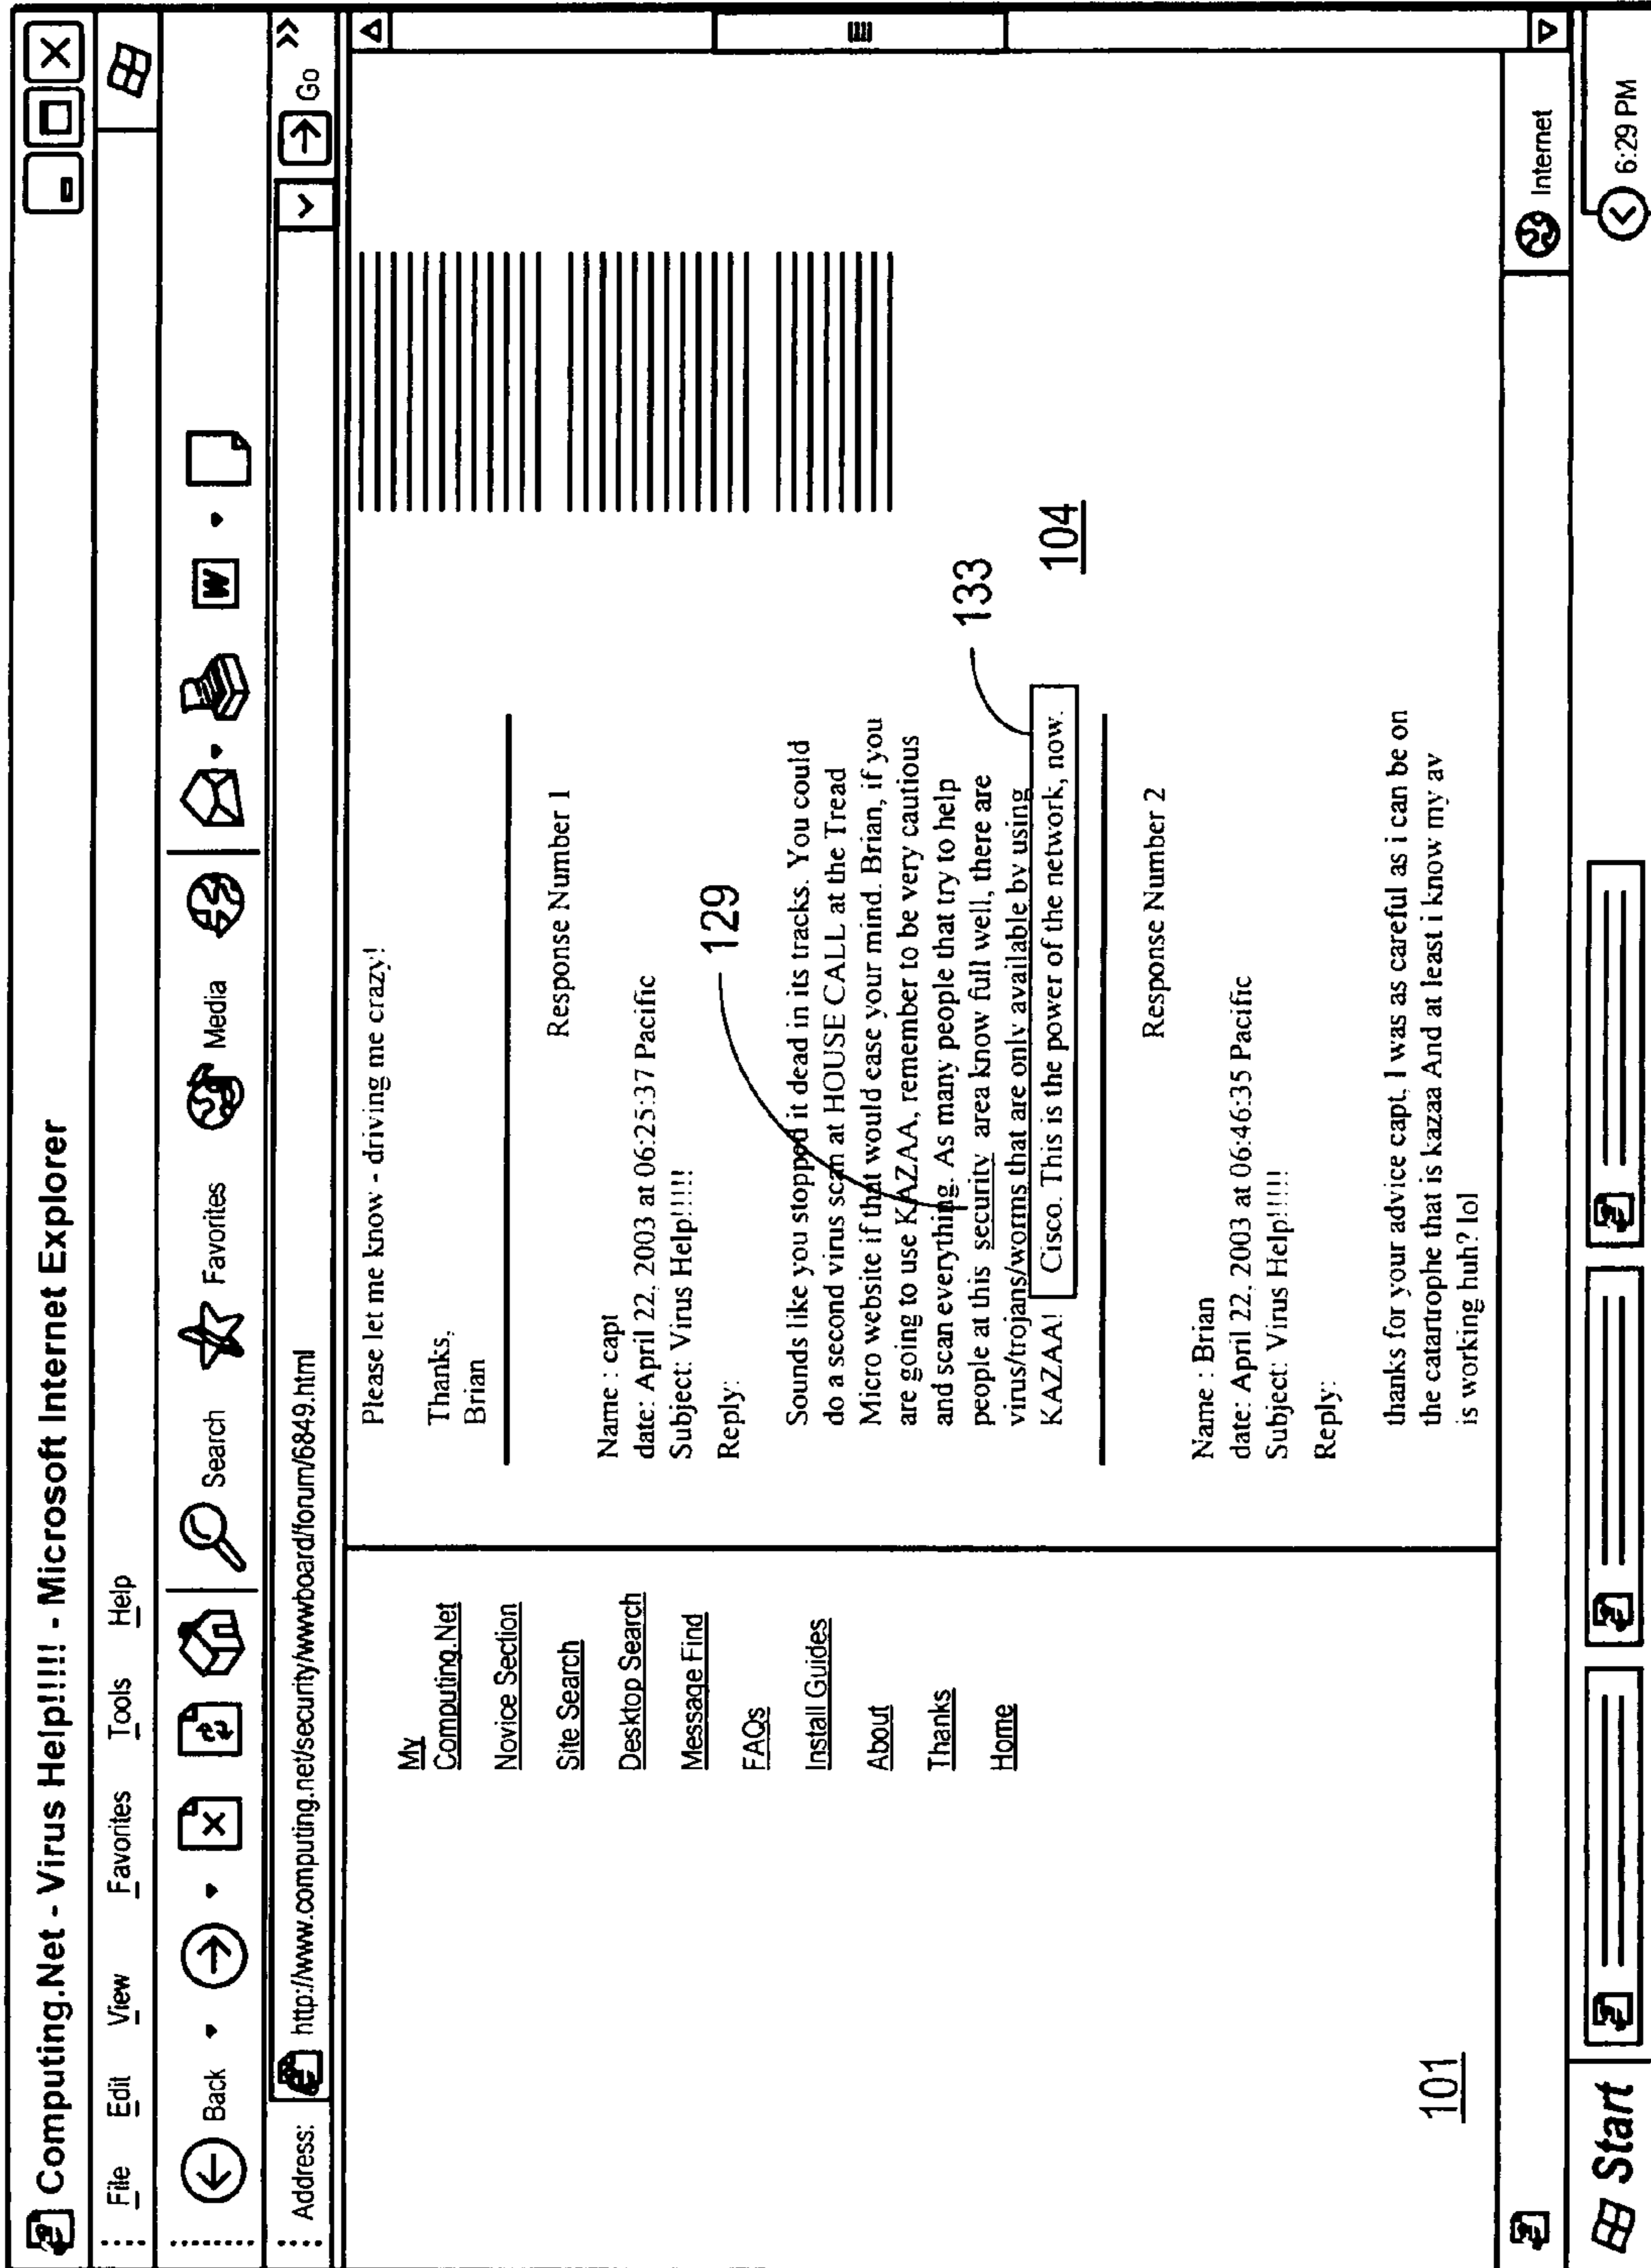 Computing.Net - Virus Help!!!!! - Microsoft Internet Explorer
File Edit View Favorites Tools Help
Back Search Favorites Media W
Address: http://www.computing.net/security/wwwboard/forum/6849.html Go
My
Computing.Net
Novice Section
Site Search
Desktop Search
Message Find
FAQs
Install Guides
About
Thanks
Home
101
Please let me know - driving me crazy!
Thanks,
Brian
Response Number 1
Name : capt
date: April 22, 2003 at 06:25:37 Pacific
Subject: Virus Help!!!!!
Reply:
129
Sounds like you stopped it dead in its tracks. You could
do a second virus scan at HOUSE CALL at the Tread
Micro website if that would ease your mind. Brian, if you
are going to use KAZAA, remember to be very cautious
and scan everything. As many people that try to help
people at this security area know full well, there are
virus/trojans/worms that are only available by using
KAZAA! Cisco. This is the power of the network, now.
133
104
Response Number 2
Name : Brian
date: April 22, 2003 at 06:46:35 Pacific
Subject: Virus Help!!!!!
Reply:
thanks for your advice capt, I was as careful as i can be on
the catartrophe that is kazaa And at least i know my av
is working huh? lol
Internet
Start 6:29 PM